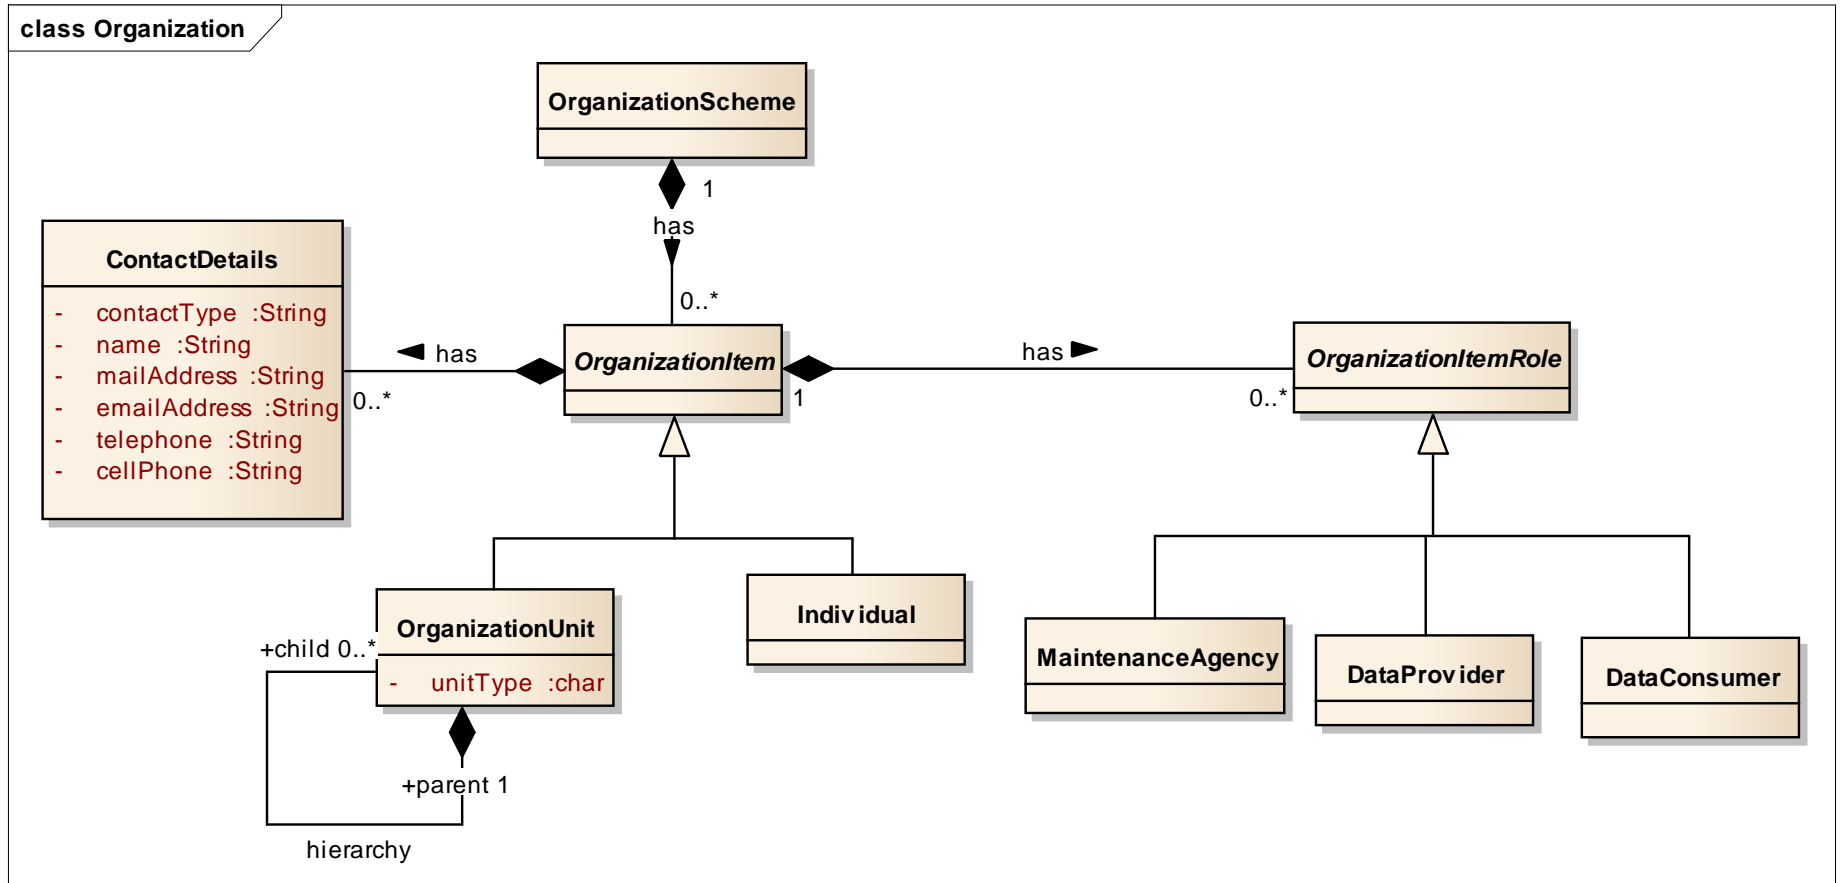 class Organization
OrganizationScheme
1
has
0..*
ContactDetails
- contactType :String
- name :String
- mailAddress :String
- emailAddress :String
- telephone :String
- cellPhone :String
has
0..*
OrganizationItem
has
1
0..*
OrganizationItemRole
OrganizationUnit
- unitType :char
+child 0..*
+parent 1
hierarchy
Individual
MaintenanceAgency
DataProvider
DataConsumer